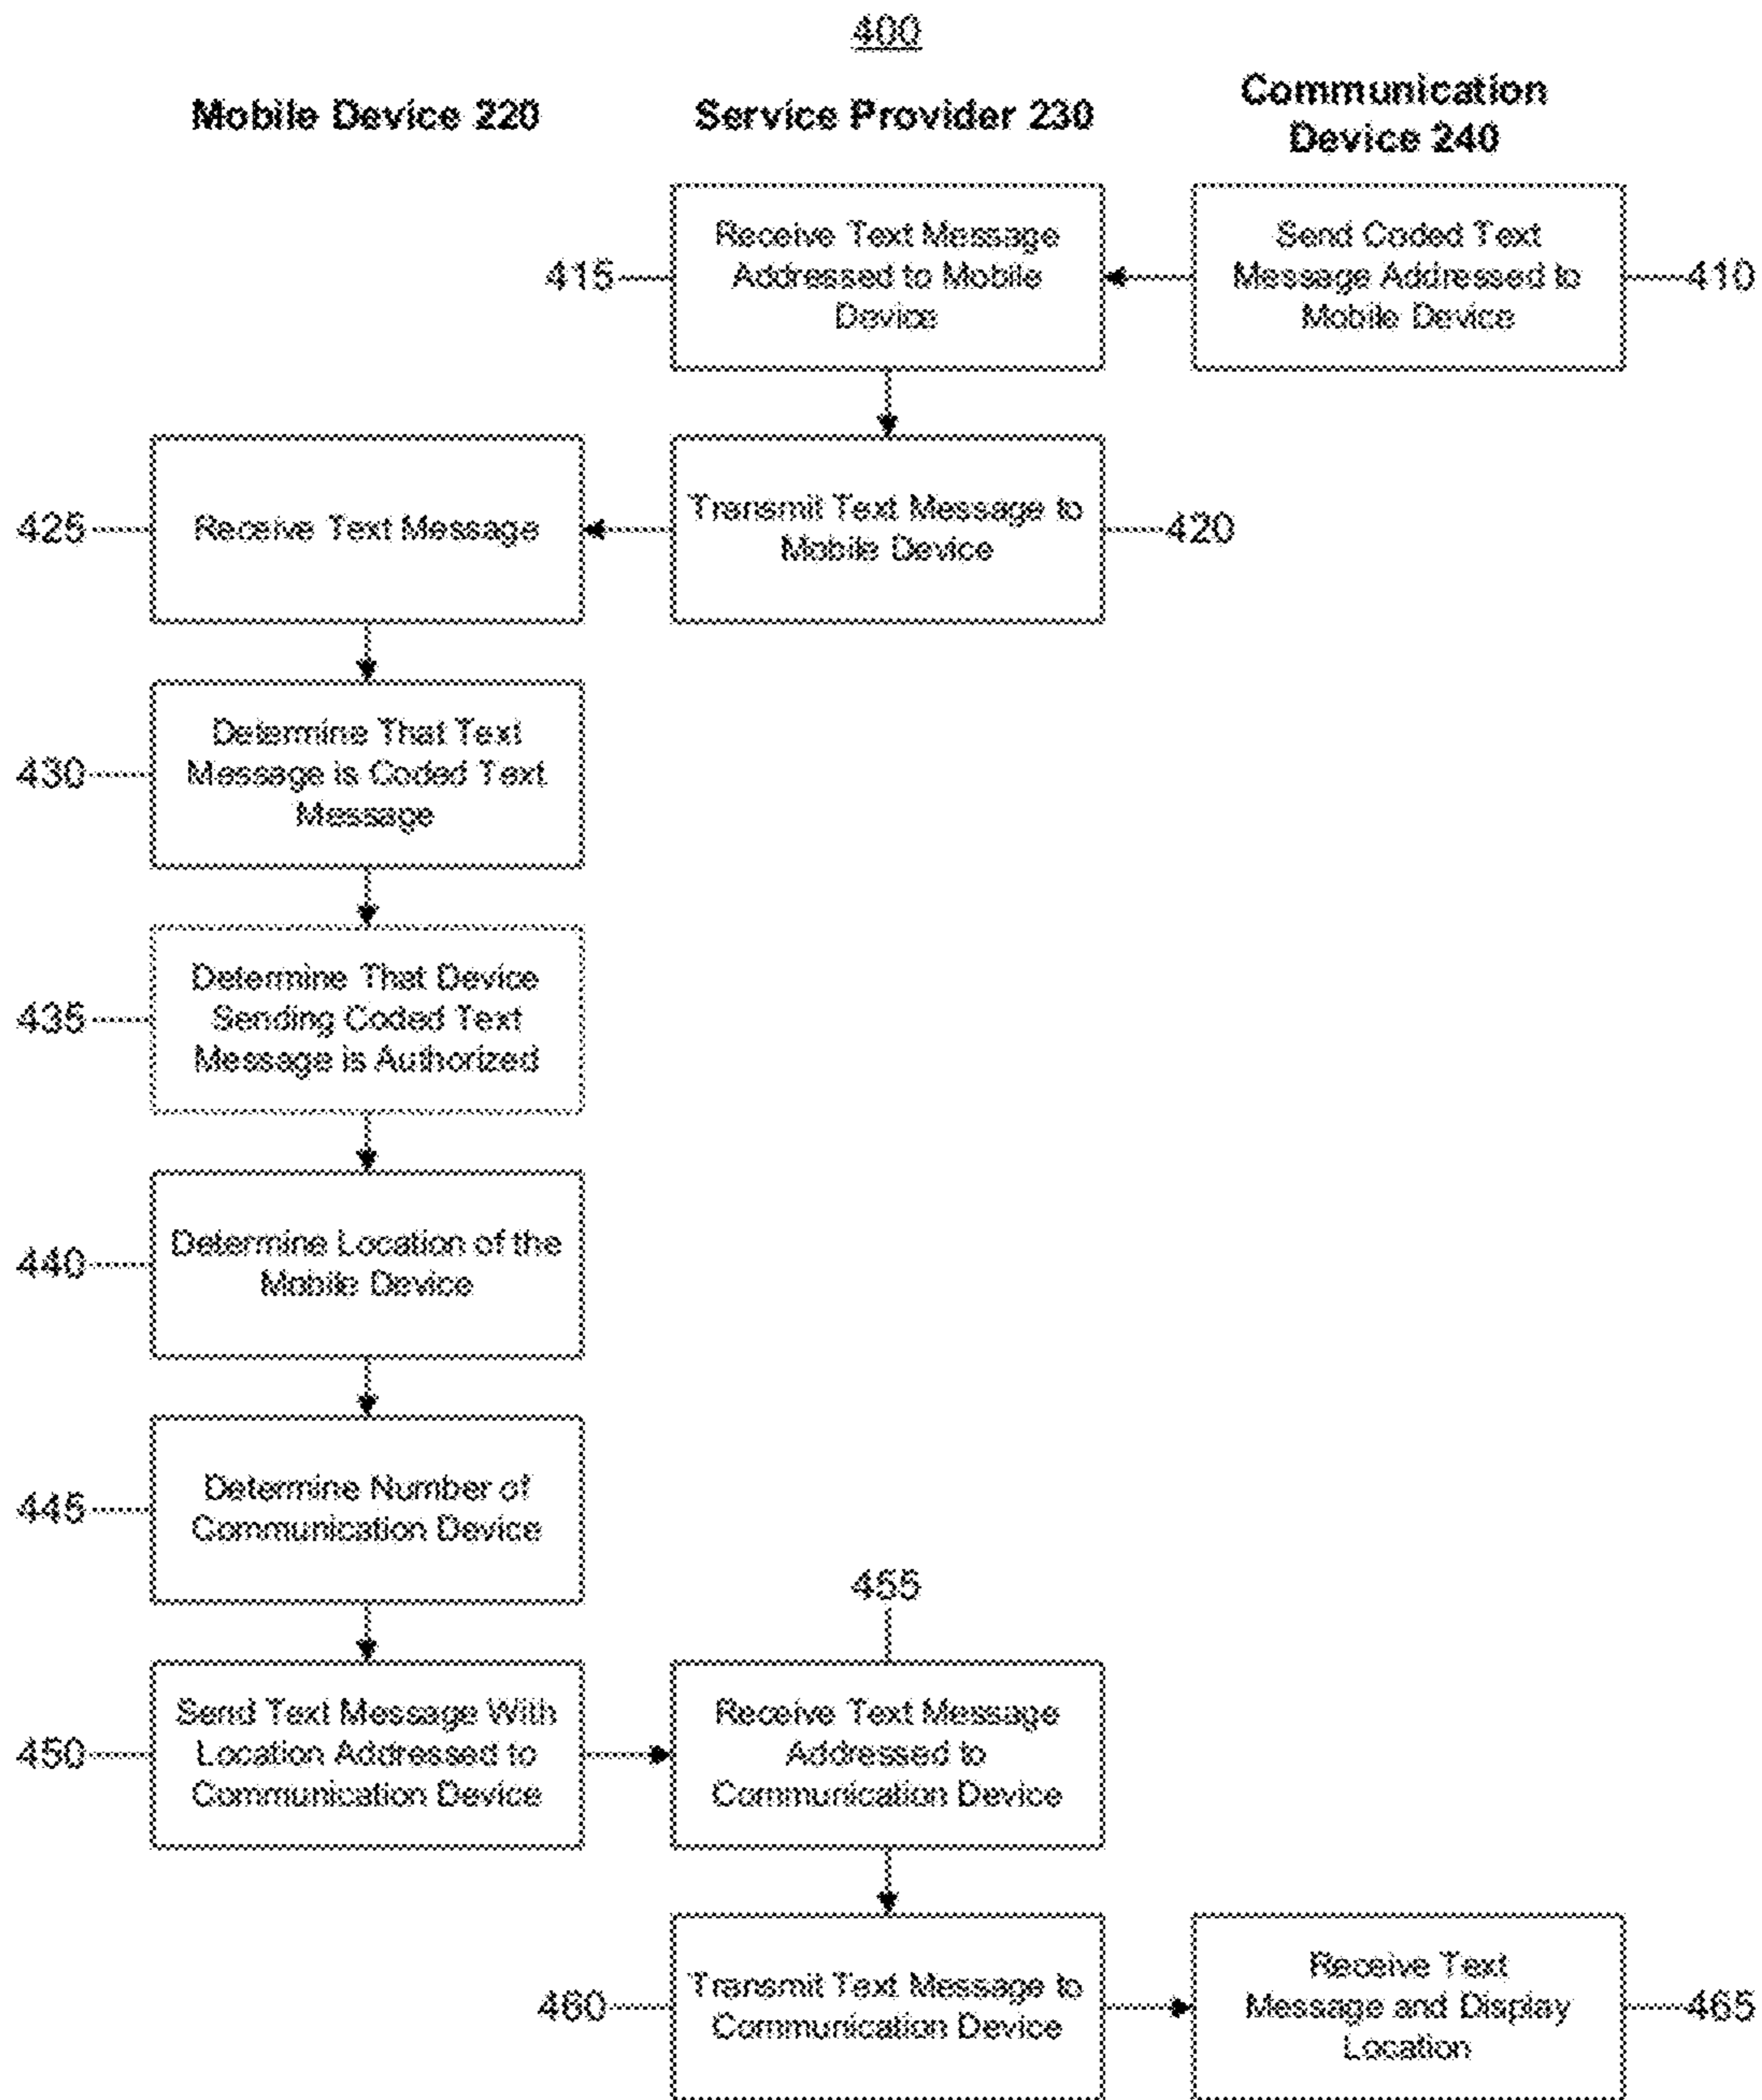 400
Mobile Device 220
Service Provider 230
Communication
Device 240
Receive Text Message
Addressed to Mobile
Device
415
Send Coded Text
Message Addressed to
Mobile Device
410
425
Receive Text Message
Transmit Text Message to
Mobile Device
420
430
Determine That Text
Message is Coded Text
Message
435
Determine That Device
Sending Coded Text
Message is Authorized
440
Determine Location of the
Mobile Device
445
Determine Number of
Communication Device
455
450
Send Text Message With
Location Addressed to
Communication Device
Receive Text Message
Addressed to
Communication Device
460
Transmit Text Message to
Communication Device
Receive Text
Message and Display
Location
465